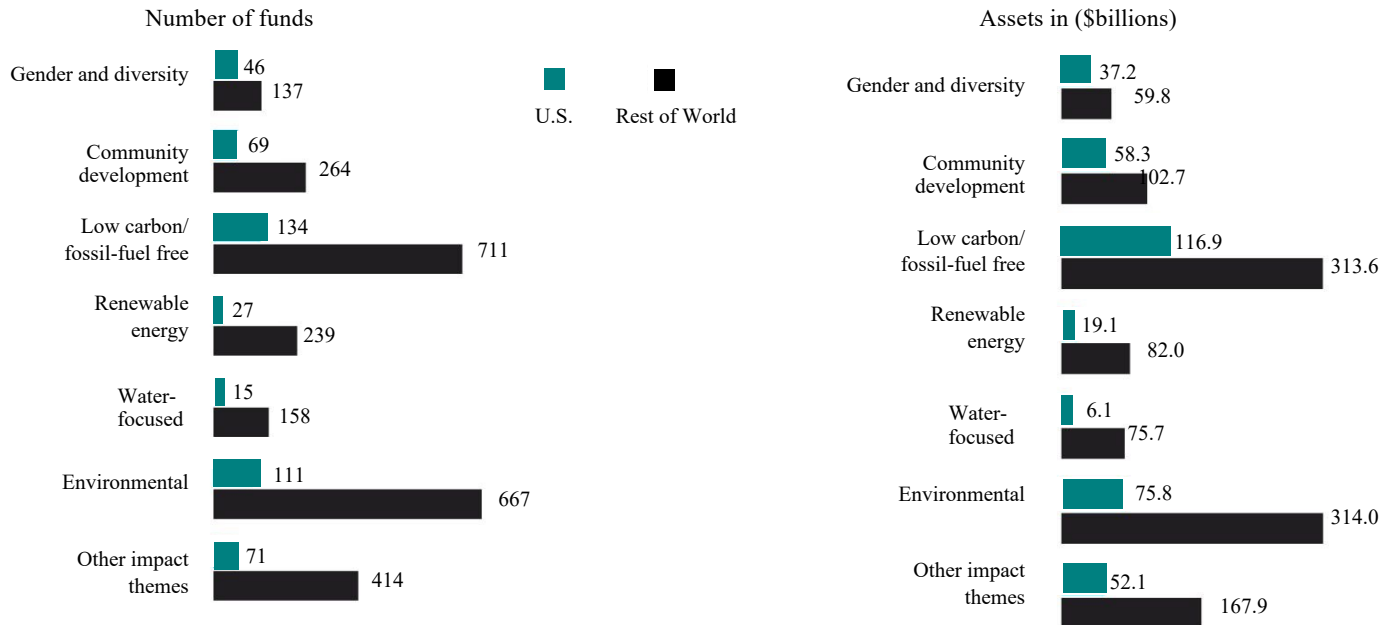 Number of funds
Gender and diversity
46
137
Community
development
69
264
Low carbon/
fossil-fuel free
134
711
Renewable
energy
27
239
Water-
focused
15
158
Environmental
111
667
Other impact
themes
71
414
U.S.
Rest of World
Assets in ($billions)
Gender and diversity
37.2
59.8
Community
development
58.3
102.7
Low carbon/
fossil-fuel free
116.9
313.6
Renewable
energy
19.1
82.0
Water-
focused
6.1
75.7
Environmental
75.8
314.0
Other impact
themes
52.1
167.9